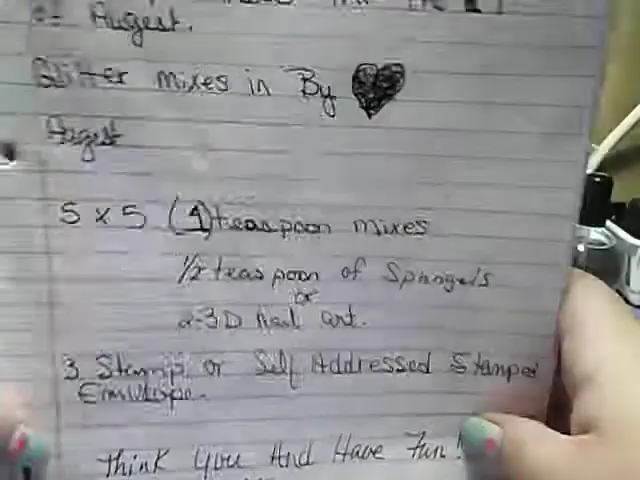 August.
Glitter mixes in By
August
5 x 5 (1) teaspoon mixes
1/2 teaspoon of Spangels
or
2-3D Nail art.
3 Stamp or Self Addressed Stamped
Envelope.
Think you And Have Fun!